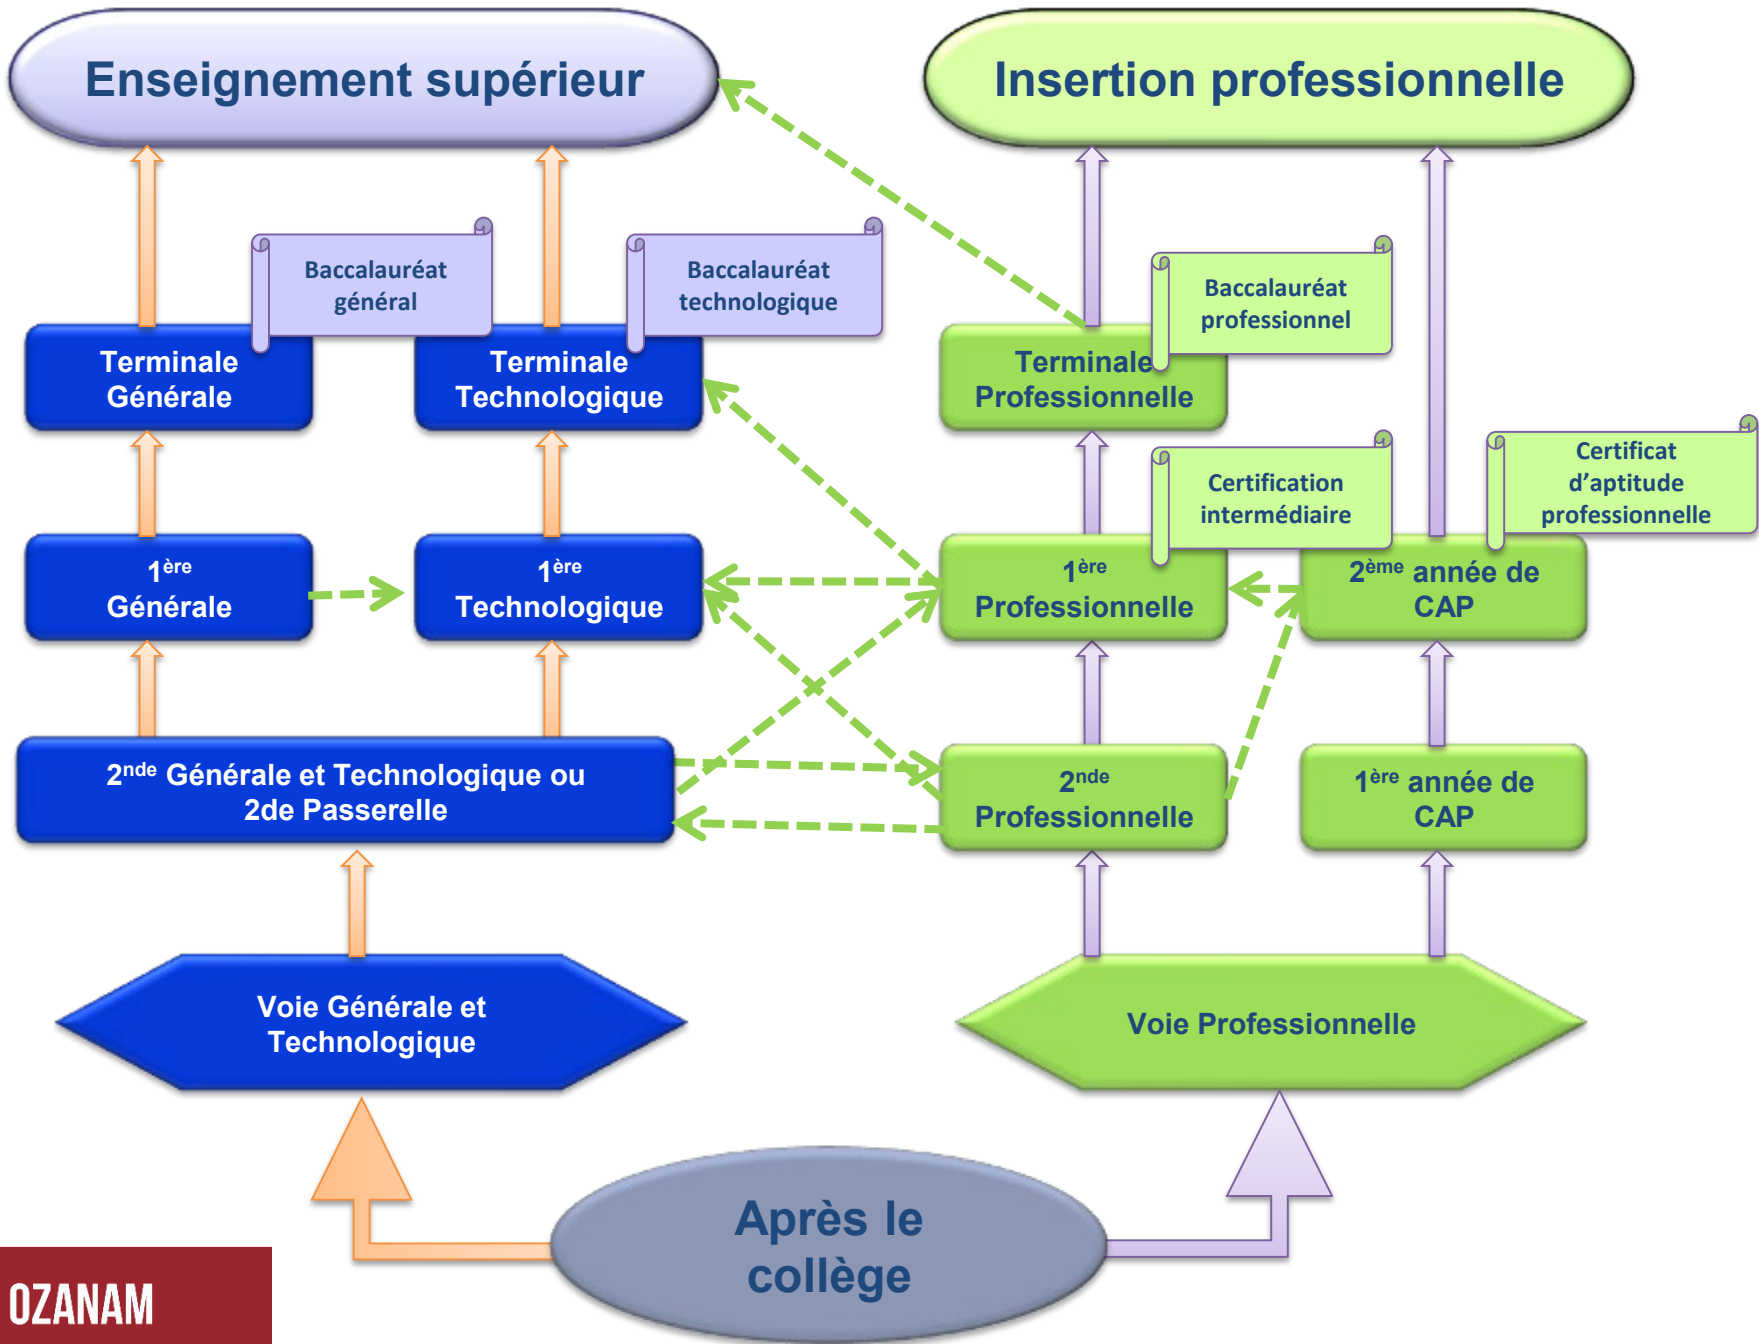 Enseignement supérieur
Insertion professionnelle
Baccalauréat
général
Baccalauréat
technologique
Baccalauréat
professionnel
Terminale
Générale
Terminale
Technologique
Terminale
Professionnelle
Certification
intermédiaire
Certificat
d’aptitude
professionnelle
1ère
Générale
1ère
Technologique
1ère
Professionnelle
2ème année de
CAP
2nde Générale et Technologique ou
2de Passerelle
2nde
Professionnelle
1ère année de
CAP
Voie Générale et
Technologique
Voie Professionnelle
Après le
collège
OZANAM